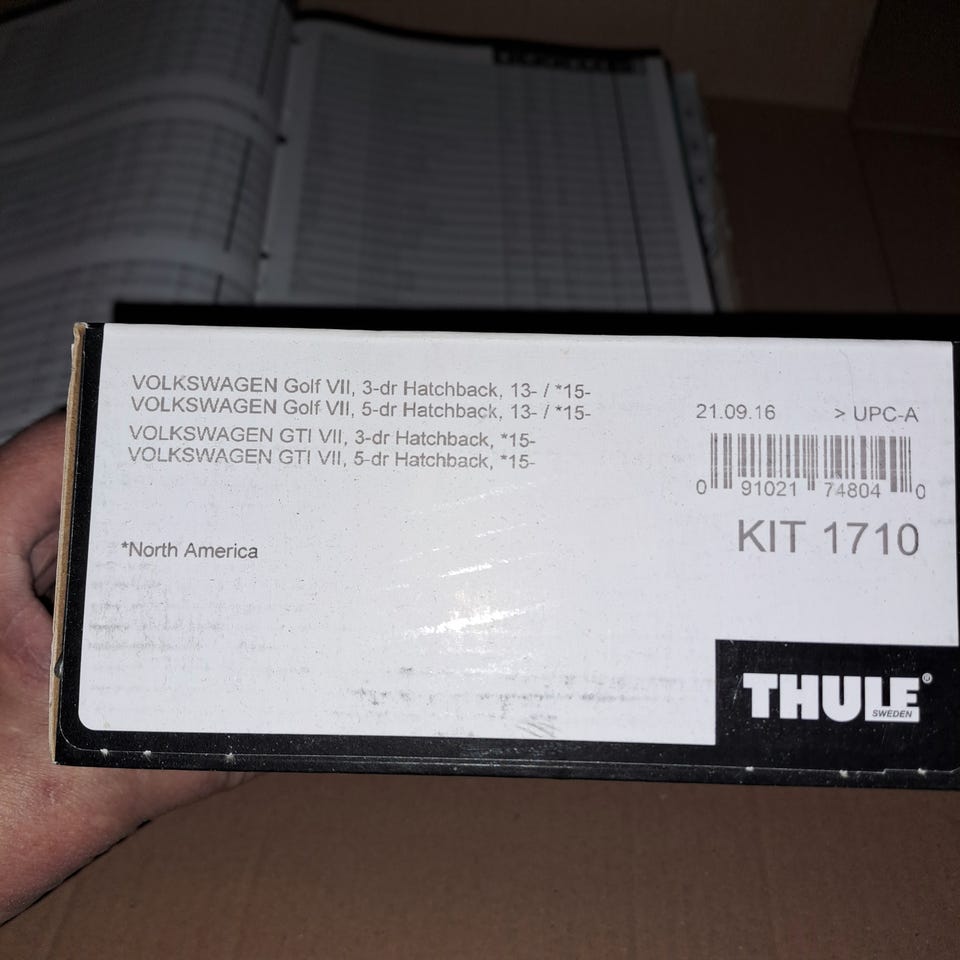 VOLKSWAGEN Golf VII, 3-dr Hatchback, 13- / *15-
VOLKSWAGEN Golf VII, 5-dr Hatchback, 13- / *15-
VOLKSWAGEN GTI VII, 3-dr Hatchback, *15-
VOLKSWAGEN GTI VII, 5-dr Hatchback, *15-
*North America
21.09.16 > UPC-A
0 91021 74804 0
KIT 1710
THULE®
SWEDEN